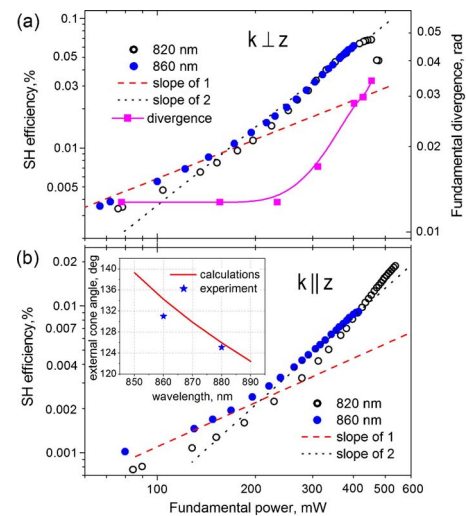 (a)
k⊥z
820 nm
860 nm
slope of 1
slope of 2
divergence
SH efficiency,%
0.1
0.05
0.01
0.005
Fundamental divergence, rad
0.05
0.04
0.03
0.02
0.01
(b)
k∥z
SH efficiency,%
0.02
0.01
0.007
0.004
0.002
0.001
external cone angle, deg
140
136
132
128
124
120
calculations
experiment
850 860 870 880 890
wavelength, nm
820 nm
860 nm
slope of 1
slope of 2
100 200 300 400 500 600
Fundamental power, mW